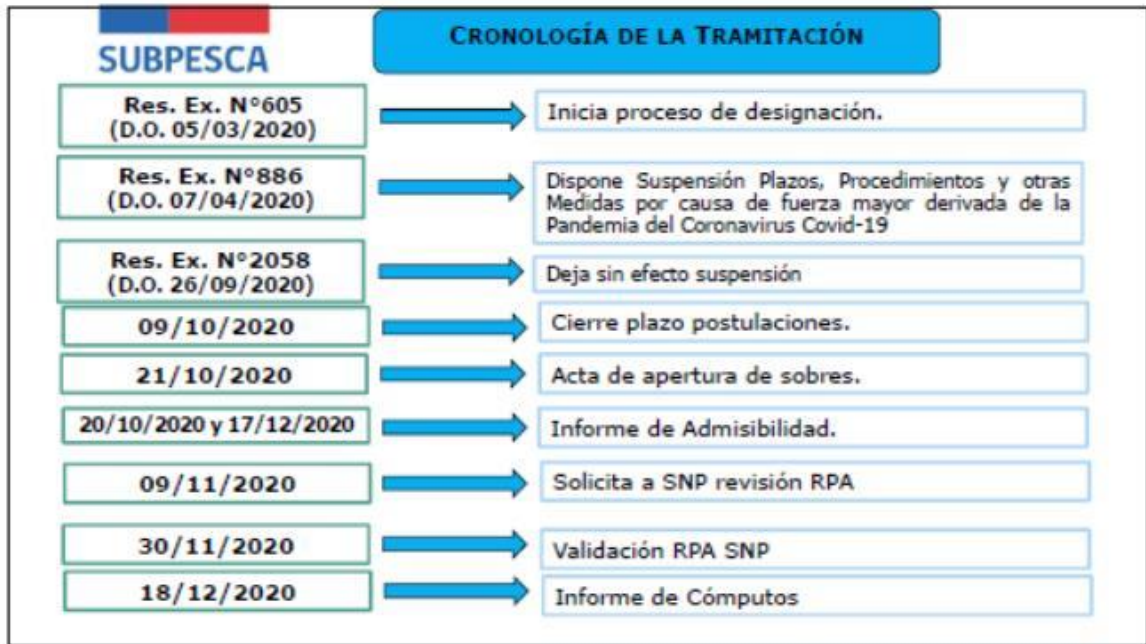 SUBPESCA
CRONOLOGÍA DE LA TRAMITACIÓN
Res. Ex. N°605
(D.O. 05/03/2020)
Inicia proceso de designación.
Res. Ex. N°886
(D.O. 07/04/2020)
Dispone Suspensión Plazos, Procedimientos y otras
Medidas por causa de fuerza mayor derivada de la
Pandemia del Coronavirus Covid-19
Res. Ex. N°2058
(D.O. 26/09/2020)
Deja sin efecto suspensión
09/10/2020
Cierre plazo postulaciones.
21/10/2020
Acta de apertura de sobres.
20/10/2020 y 17/12/2020
Informe de Admisibilidad.
09/11/2020
Solicita a SNP revisión RPA
30/11/2020
Validación RPA SNP
18/12/2020
Informe de Cómputos